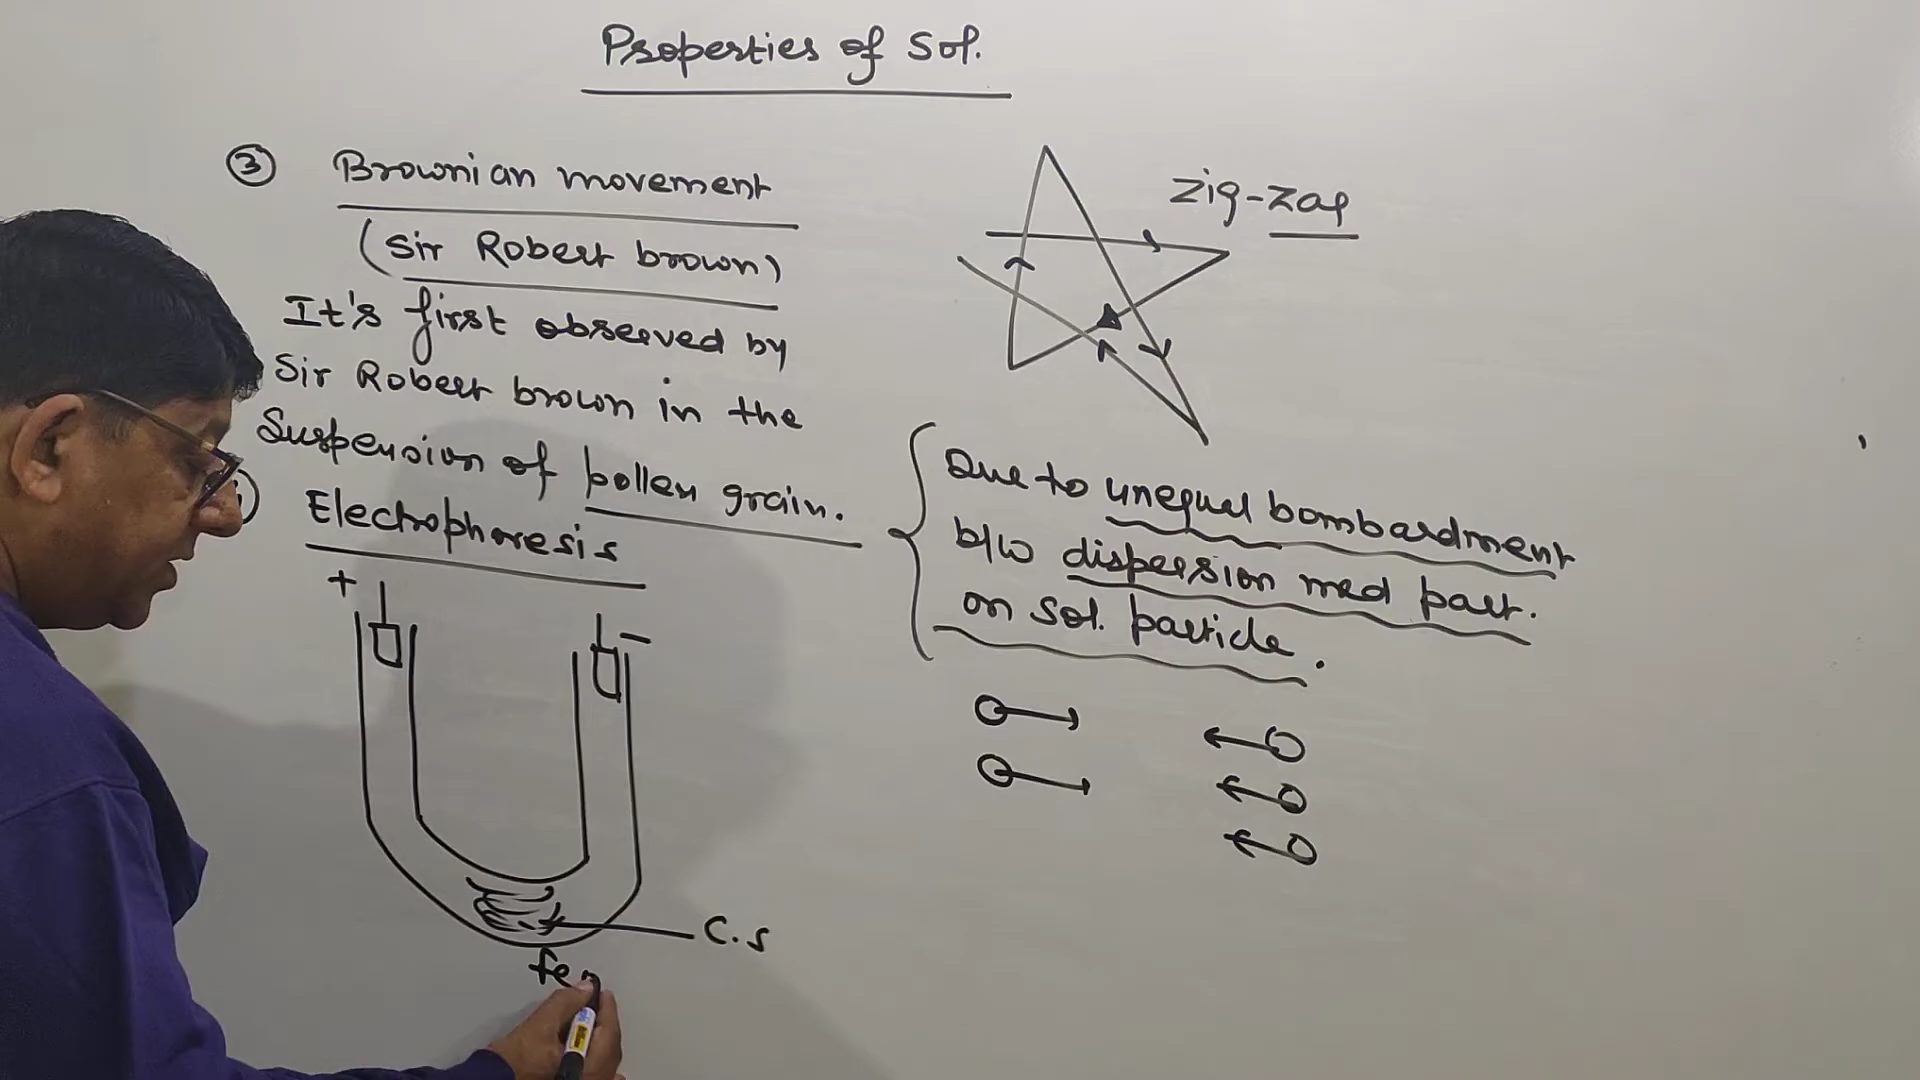 Properties of Sol.
③ Brownian movement
(Sir Robert brown)
It's first observed by
Sir Robert brown in the
Suspension of pollen grain.
Electrophoresis
+
−
C.S
fe
zig-zag
Due to unequal bombardment
b/w dispersion med part.
on Sol. particle.